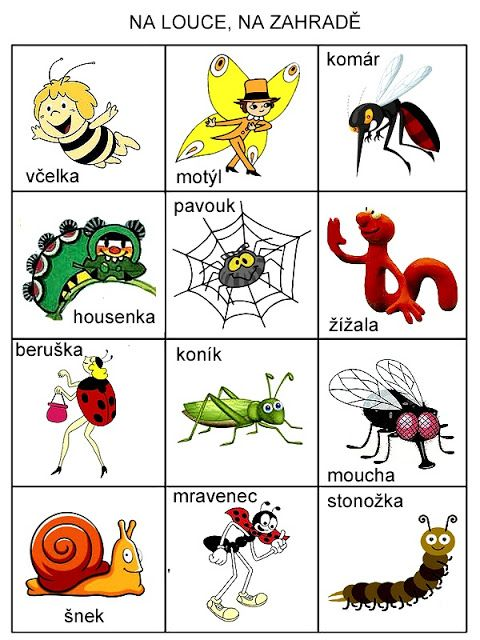 NA LOUCE, NA ZAHRADĚ
včelka
motýl
komár
housenka
pavouk
žížala
beruška
koník
moucha
šnek
mravenec
stonožka